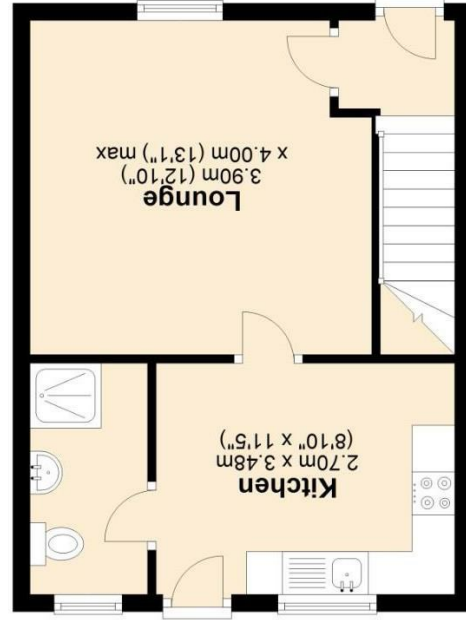 Kitchen
2.70m x 3.48m
(8'10" x 11'5")
Lounge
3.90m (12'10")
x 4.00m (13'1") max